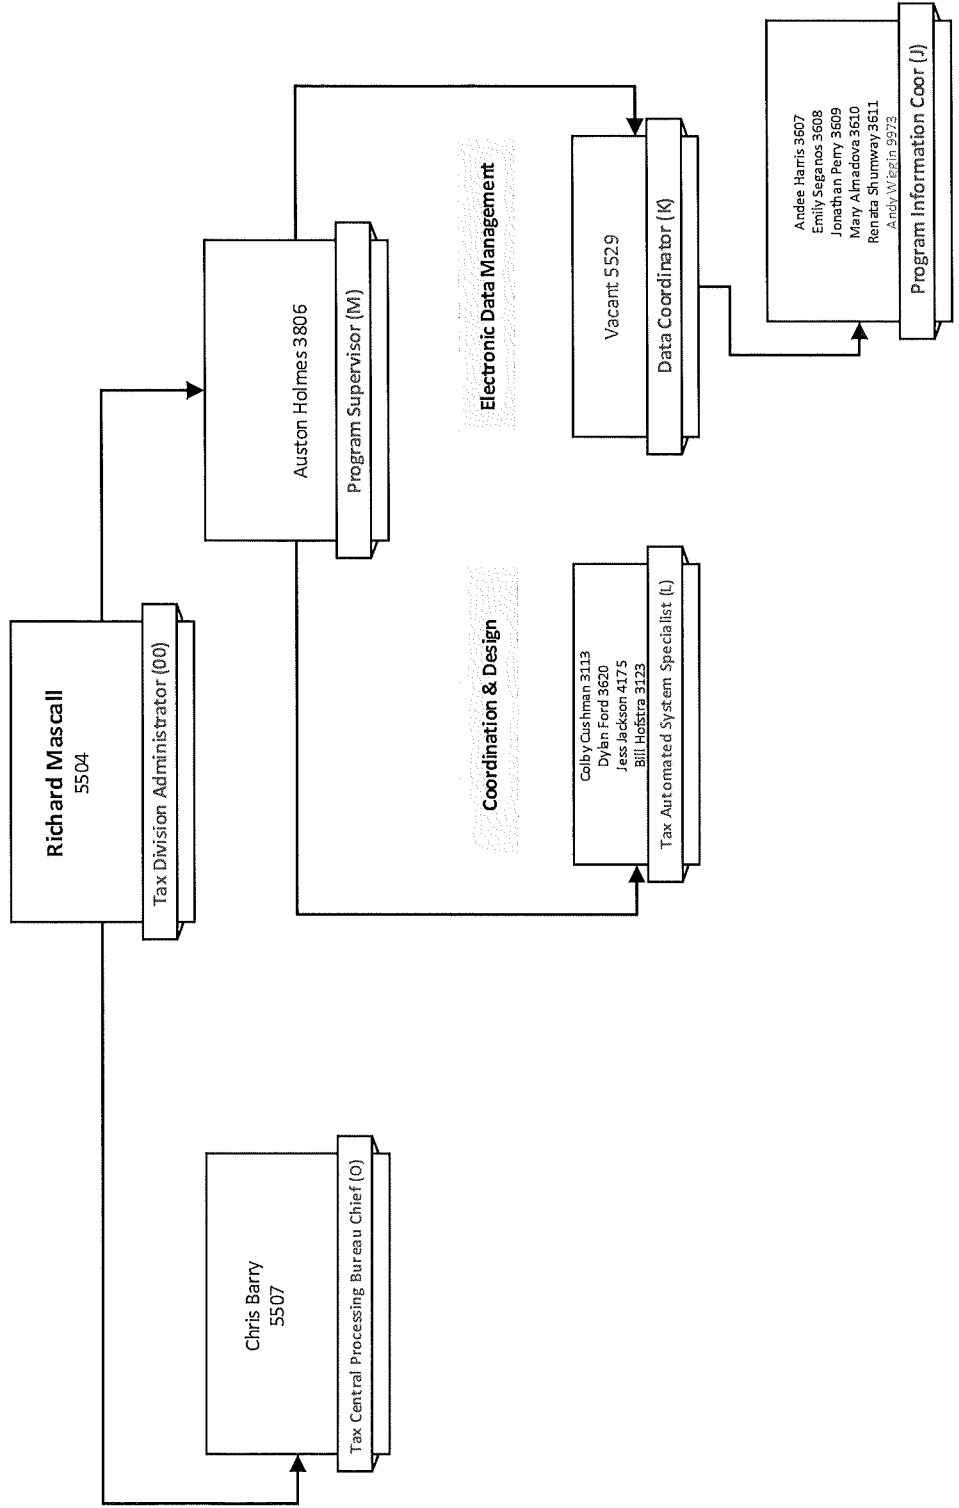 Richard Mascall
5504
Tax Division Administrator (00)
Chris Barry
5507
Tax Central Processing Bureau Chief (O)
Auston Holmes 3806
Program Supervisor (M)
Coordination & Design
Electronic Data Management
Colby Cushman 3113
Dylan Ford 3620
Jess Jackson 4175
Bill Hofstra 3123
Tax Automated System Specialist (L)
Vacant 5529
Data Coordinator (K)
Andee Harris 3607
Emily Seganos 3608
Jonathan Perry 3609
Mary Almadova 3610
Renata Shumway 3611
Andy Wiggin 9973
Program Information Coor (J)